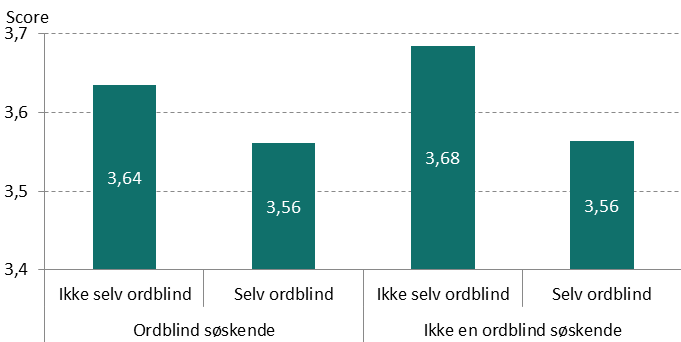 Score
3,7
3,6
3,5
3,4
3,64
3,56
3,68
3,56
Ikke selv ordblind
Selv ordblind
Ikke selv ordblind
Selv ordblind
Ordblind søskende
Ikke en ordblind søskende